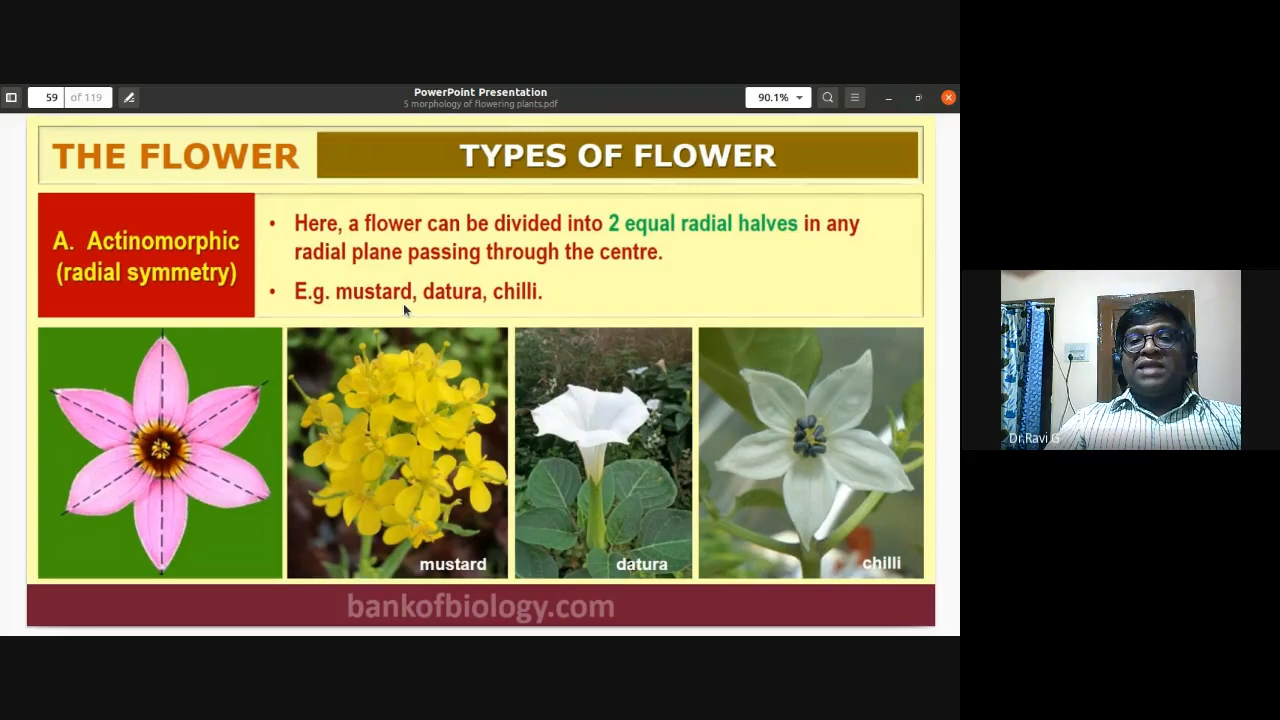 PowerPoint Presentation
59 of 119
5 morphology of flowering plants.pdf
90.1%
THE FLOWER
TYPES OF FLOWER
A. Actinomorphic
(radial symmetry)
• Here, a flower can be divided into 2 equal radial halves in any
radial plane passing through the centre.
• E.g. mustard, datura, chilli.
mustard
datura
chilli
bankofbiology.com
Dr.Ravi G